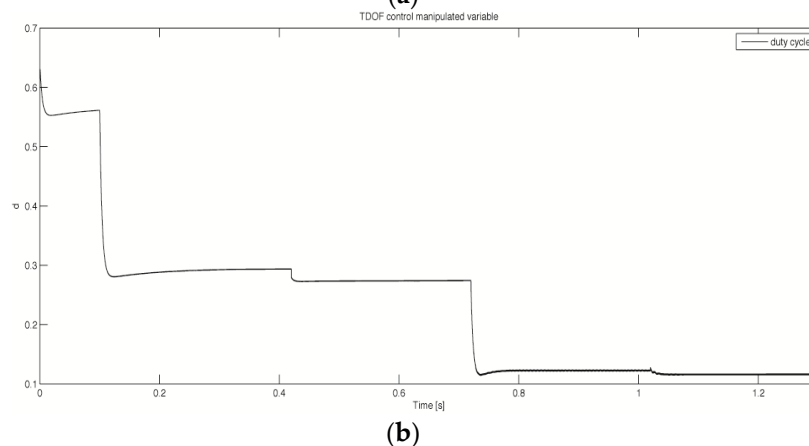 (a)
TDOF control manipulated variable
duty cycle
0.7
0.6
0.5
0.4
0.3
0.2
0.1
d
0
0.2
0.4
0.6
0.8
1
1.2
Time [s]
(b)